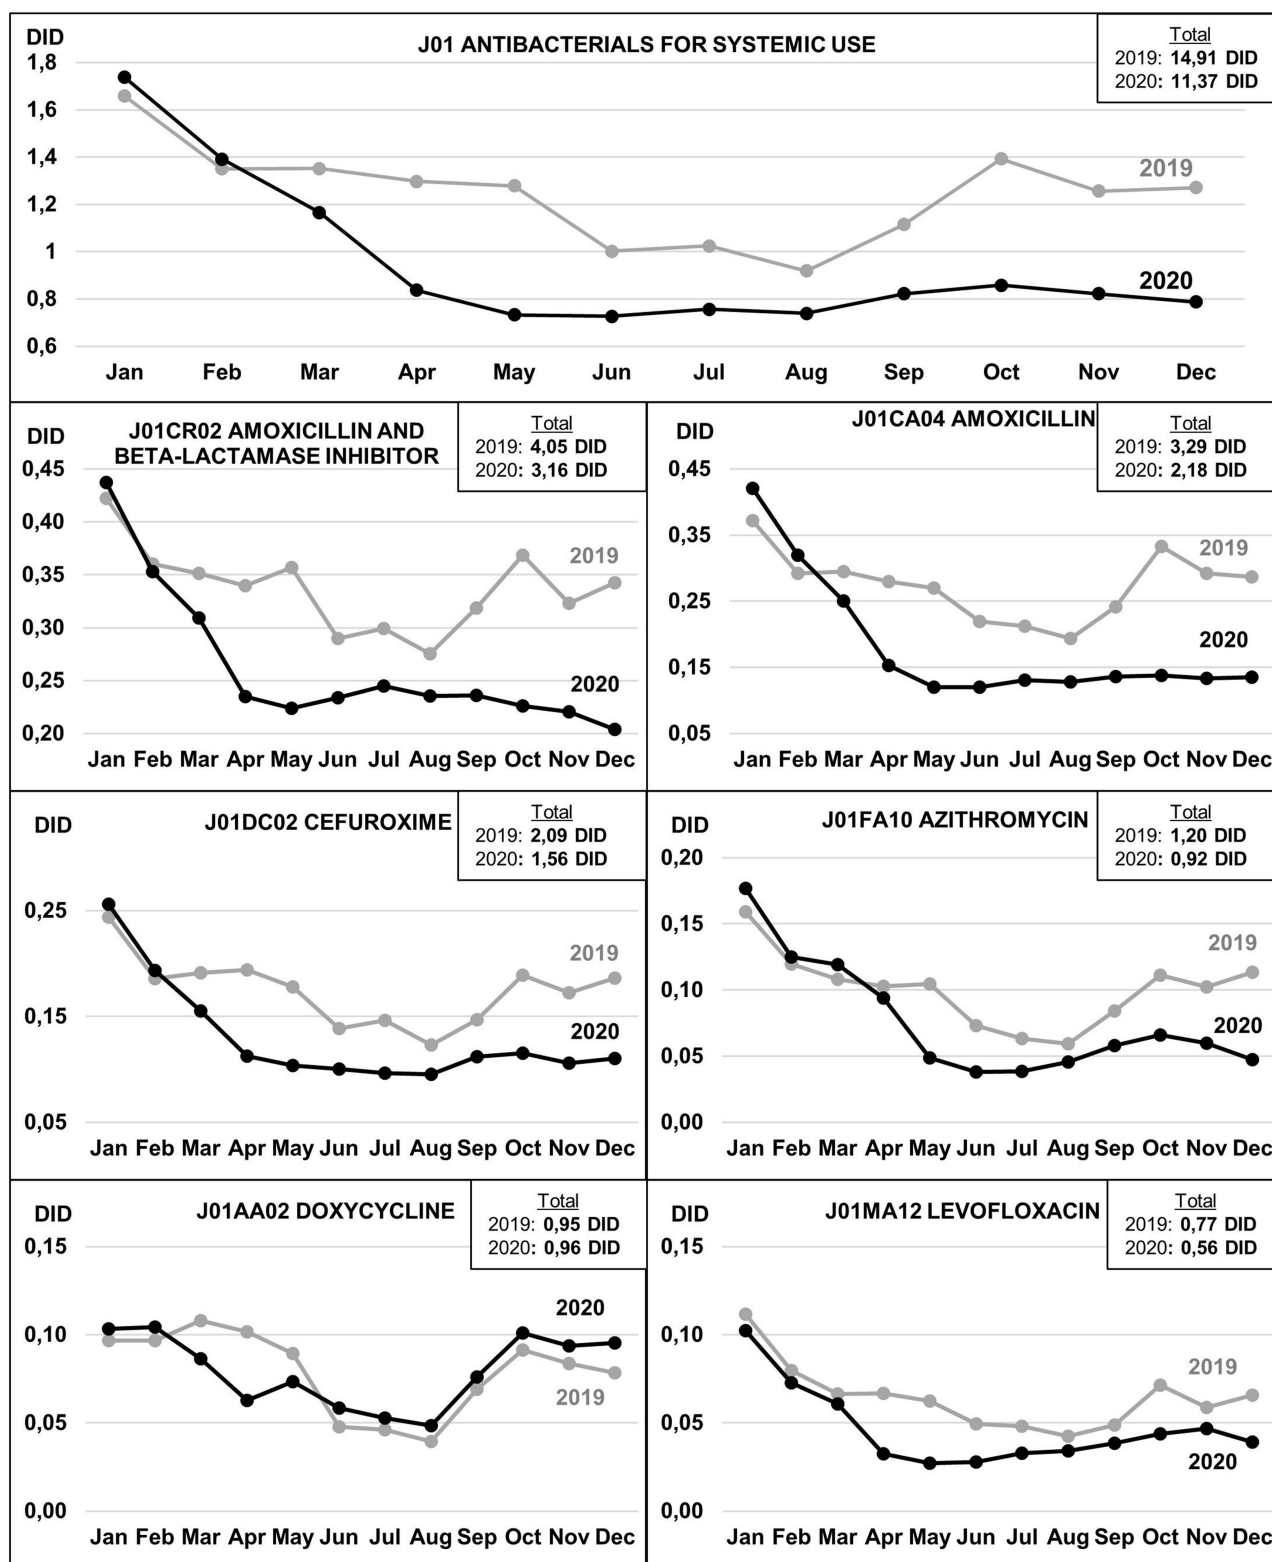 DID
J01 ANTIBACTERIALS FOR SYSTEMIC USE
Total
2019: 14,91 DID
2020: 11,37 DID
1,8
1,6
1,4
1,2
1
0,8
0,6
2019
2020
Jan Feb Mar Apr May Jun Jul Aug Sep Oct Nov Dec
DID
J01CR02 AMOXICILLIN AND
BETA-LACTAMASE INHIBITOR
Total
2019: 4,05 DID
2020: 3,16 DID
0,45
0,40
0,35
0,30
0,25
0,20
2019
2020
Jan Feb Mar Apr May Jun Jul Aug Sep Oct Nov Dec
DID
J01CA04 AMOXICILLIN
Total
2019: 3,29 DID
2020: 2,18 DID
0,45
0,35
0,25
0,15
0,05
2019
2020
Jan Feb Mar Apr May Jun Jul Aug Sep Oct Nov Dec
DID
J01DC02 CEFUROXIME
Total
2019: 2,09 DID
2020: 1,56 DID
0,25
0,15
0,05
2019
2020
Jan Feb Mar Apr May Jun Jul Aug Sep Oct Nov Dec
DID
J01FA10 AZITHROMYCIN
Total
2019: 1,20 DID
2020: 0,92 DID
0,20
0,15
0,10
0,05
0,00
2019
2020
Jan Feb Mar Apr May Jun Jul Aug Sep Oct Nov Dec
DID
J01AA02 DOXYCYCLINE
Total
2019: 0,95 DID
2020: 0,96 DID
0,15
0,10
0,05
0,00
2020
2019
Jan Feb Mar Apr May Jun Jul Aug Sep Oct Nov Dec
DID
J01MA12 LEVOFLOXACIN
Total
2019: 0,77 DID
2020: 0,56 DID
0,15
0,10
0,05
0,00
2019
2020
Jan Feb Mar Apr May Jun Jul Aug Sep Oct Nov Dec